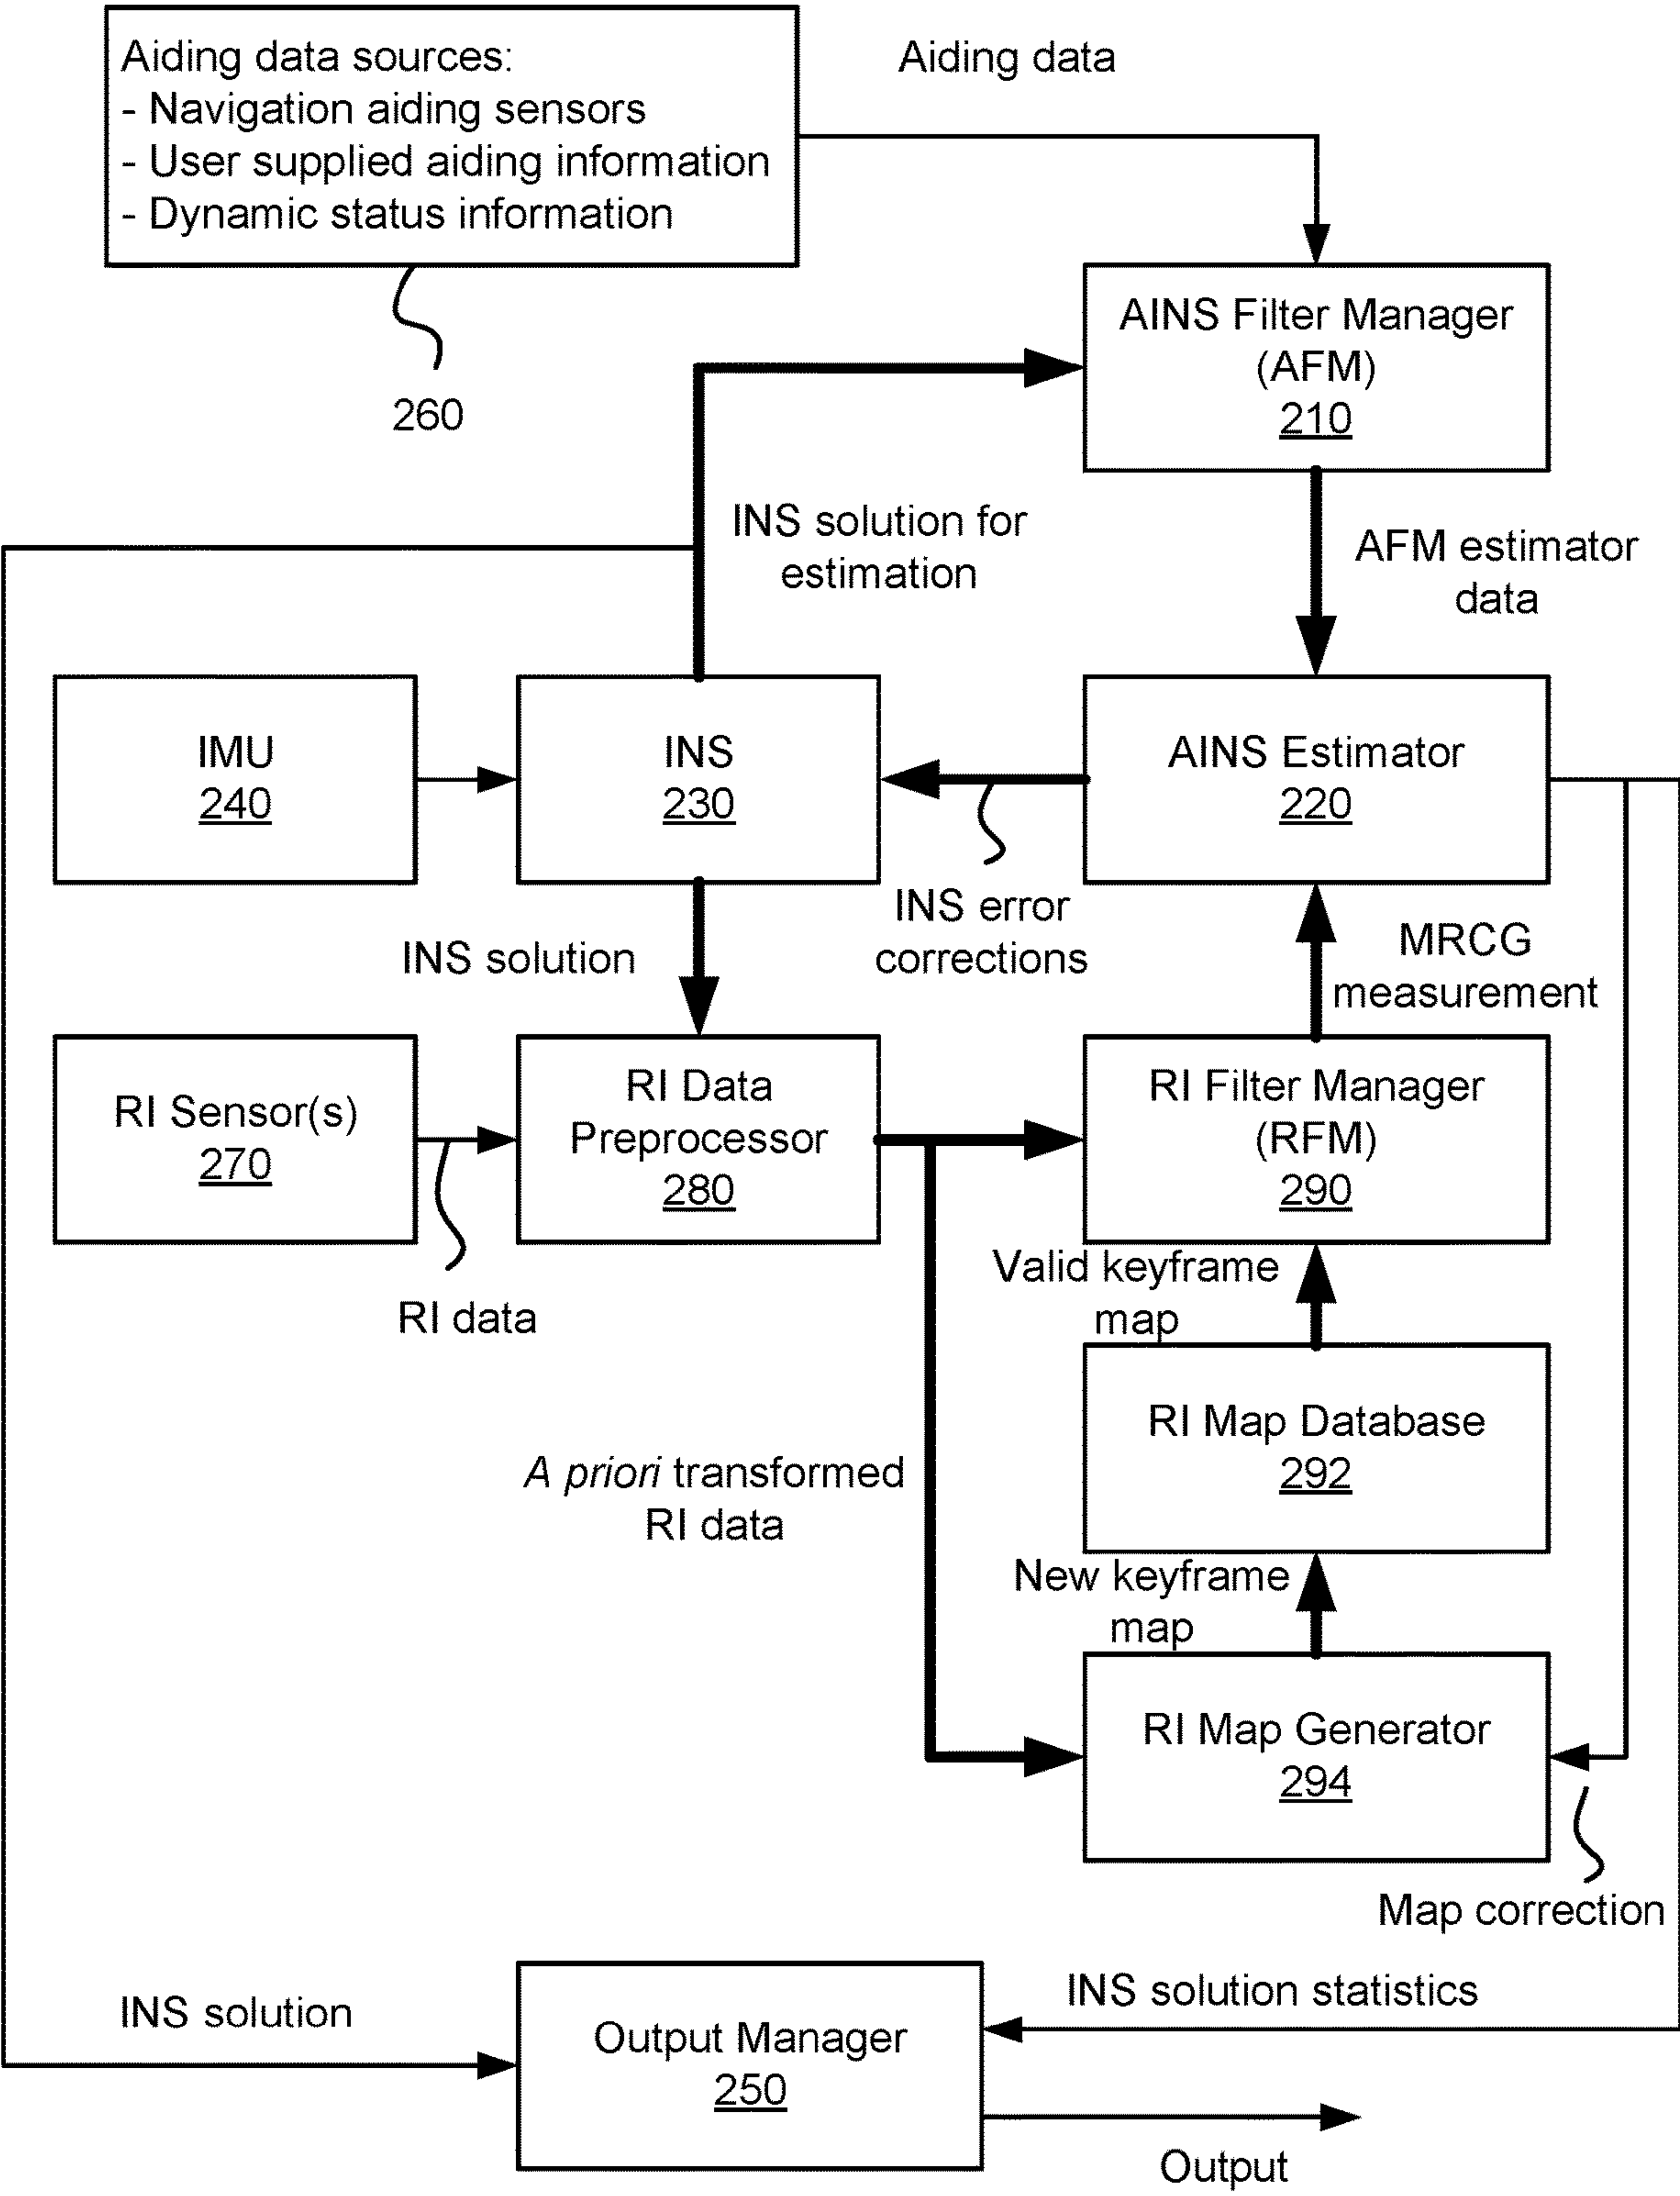 Aiding data sources:
- Navigation aiding sensors
- User supplied aiding information
- Dynamic status information
Aiding data
260
AINS Filter Manager
(AFM)
210
INS solution for
estimation
AFM estimator
data
IMU
240
INS
230
AINS Estimator
220
INS solution
INS error
corrections
MRCG
measurement
RI Sensor(s)
270
RI Data
Preprocessor
280
RI Filter Manager
(RFM)
290
RI data
Valid keyframe
map
RI Map Database
292
A priori transformed
RI data
New keyframe
map
RI Map Generator
294
Map correction
INS solution
Output Manager
250
INS solution statistics
Output